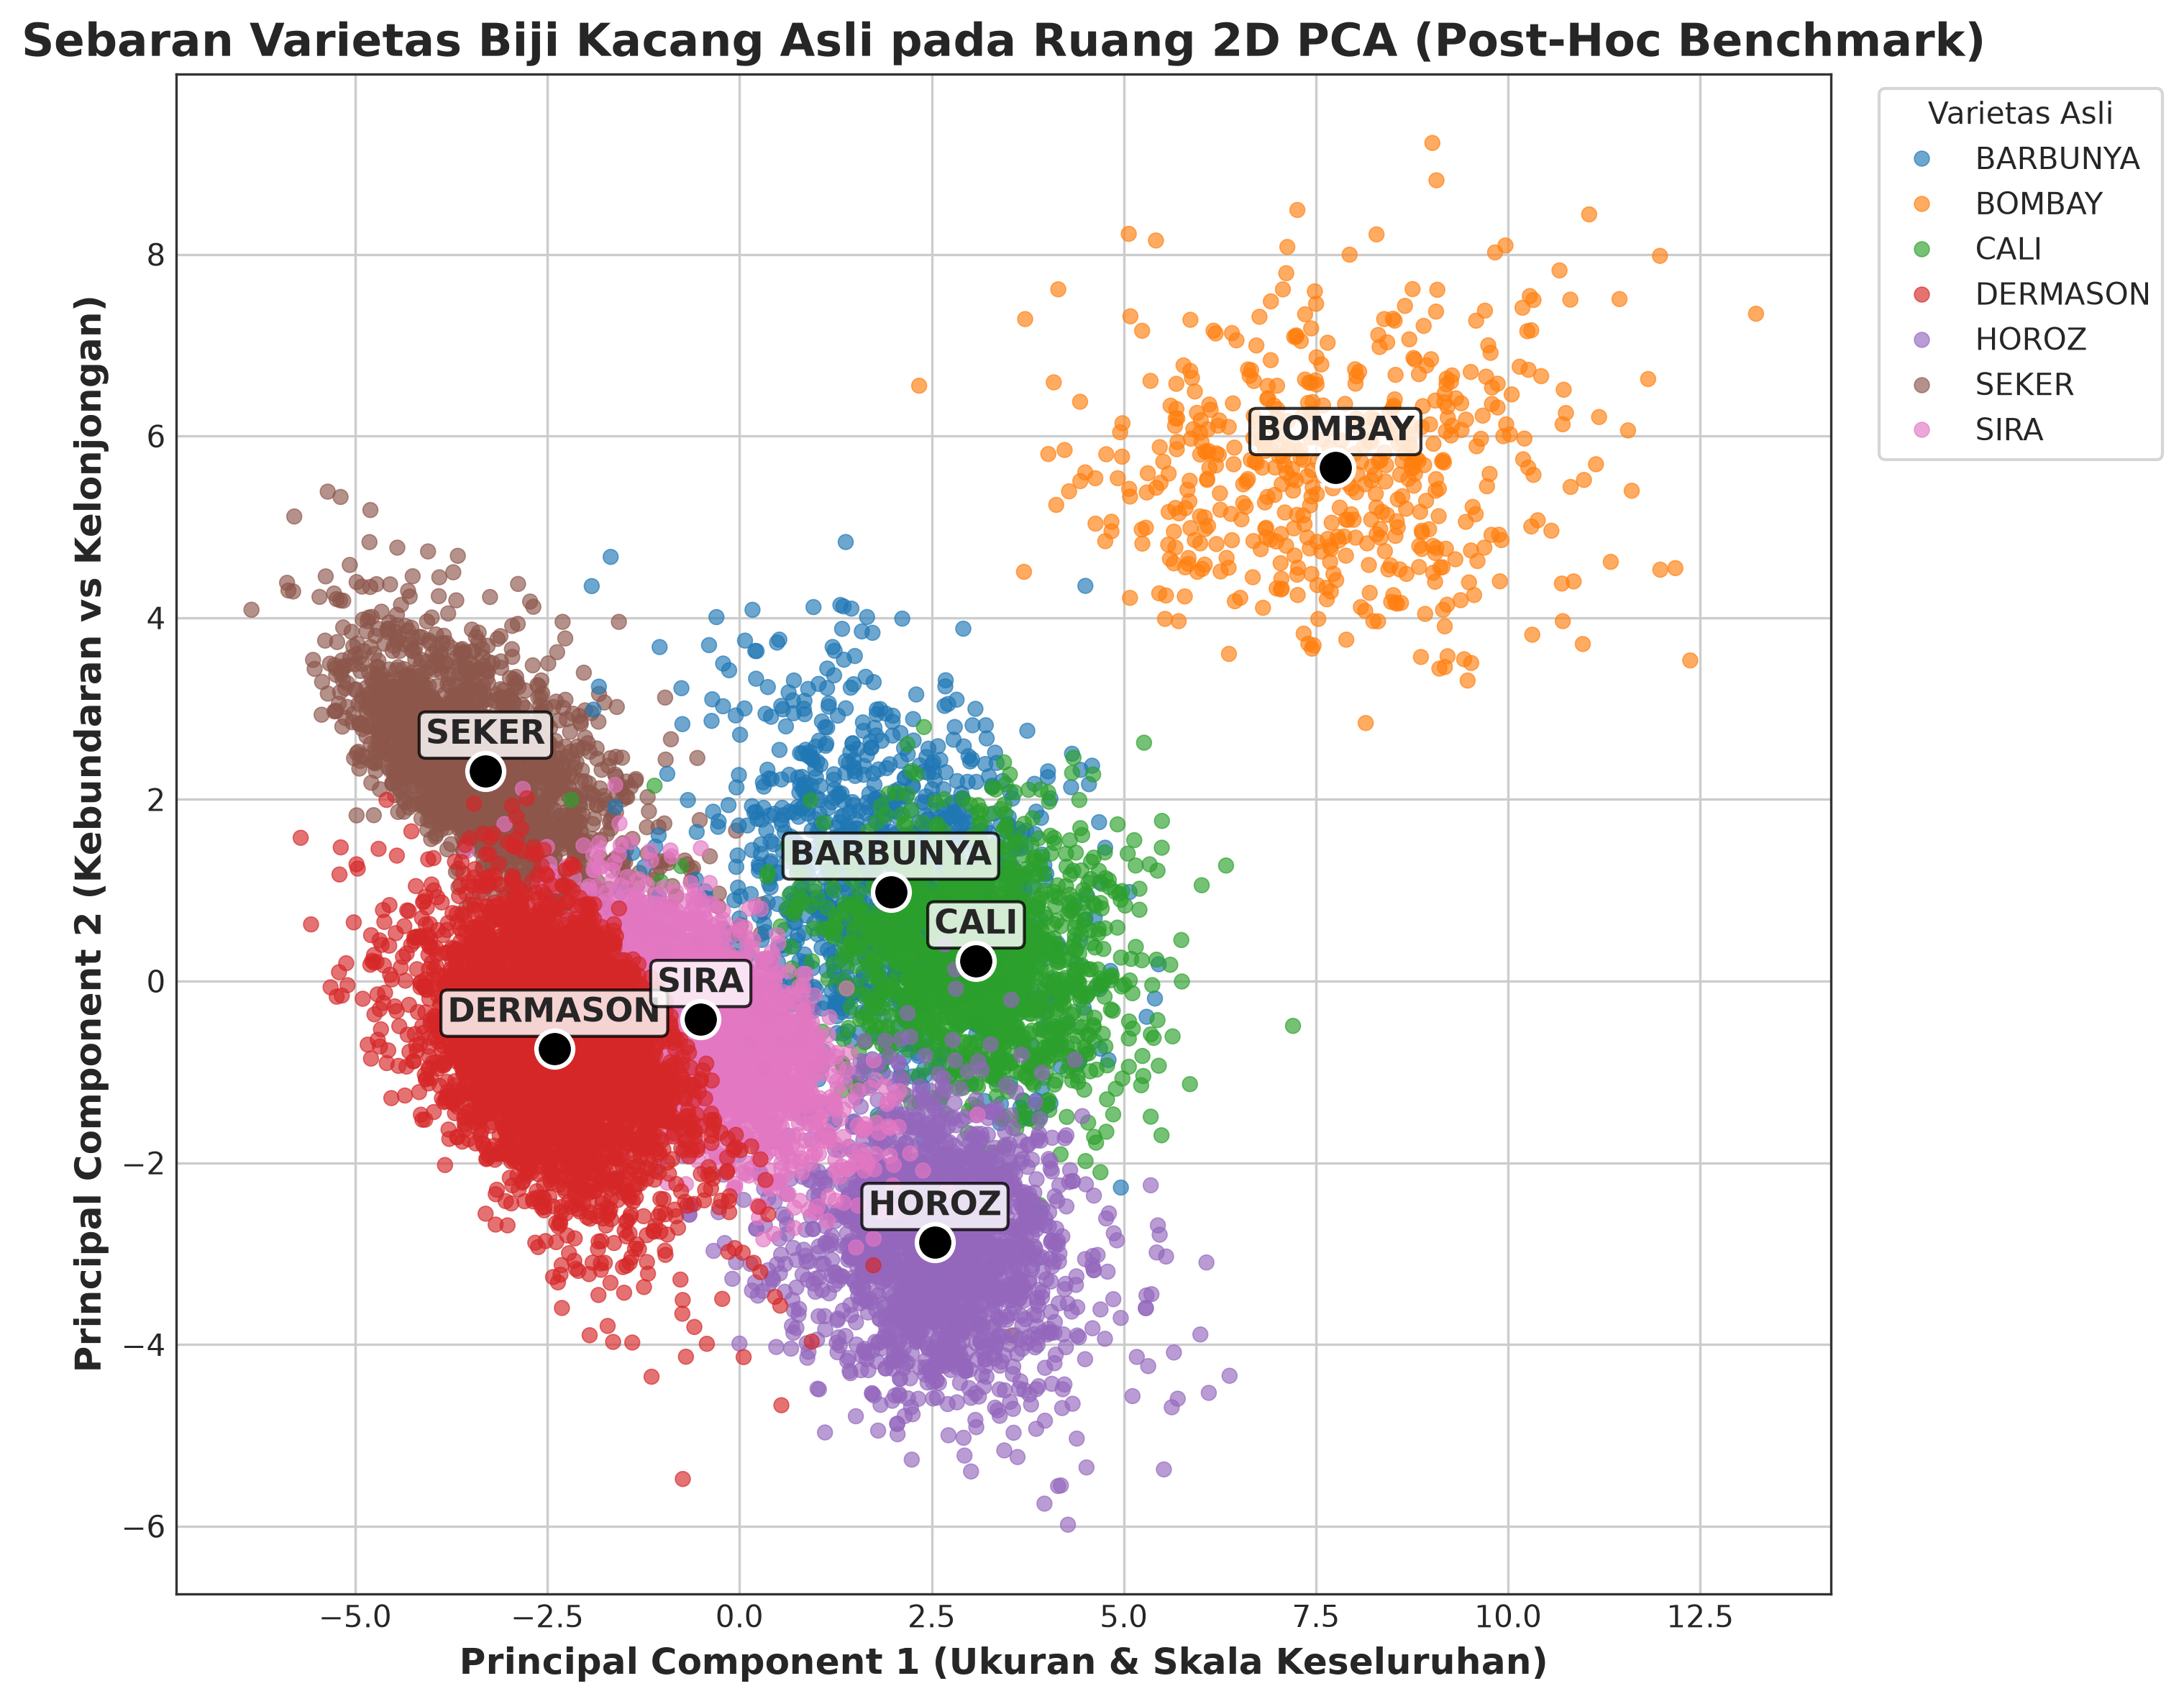 Sebaran Varietas Biji Kacang Asli pada Ruang 2D PCA (Post-Hoc Benchmark)
Varietas Asli
BARBUNYA
BOMBAY
CALI
DERMASON
HOROZ
SEKER
SIRA
Principal Component 2 (Kebundaran vs Kelonjongan)
8
6
4
2
0
−2
−4
−6
BOMBAY
SEKER
BARBUNYA
CALI
SIRA
DERMASON
HOROZ
−5.0
−2.5
0.0
2.5
5.0
7.5
10.0
12.5
Principal Component 1 (Ukuran & Skala Keseluruhan)